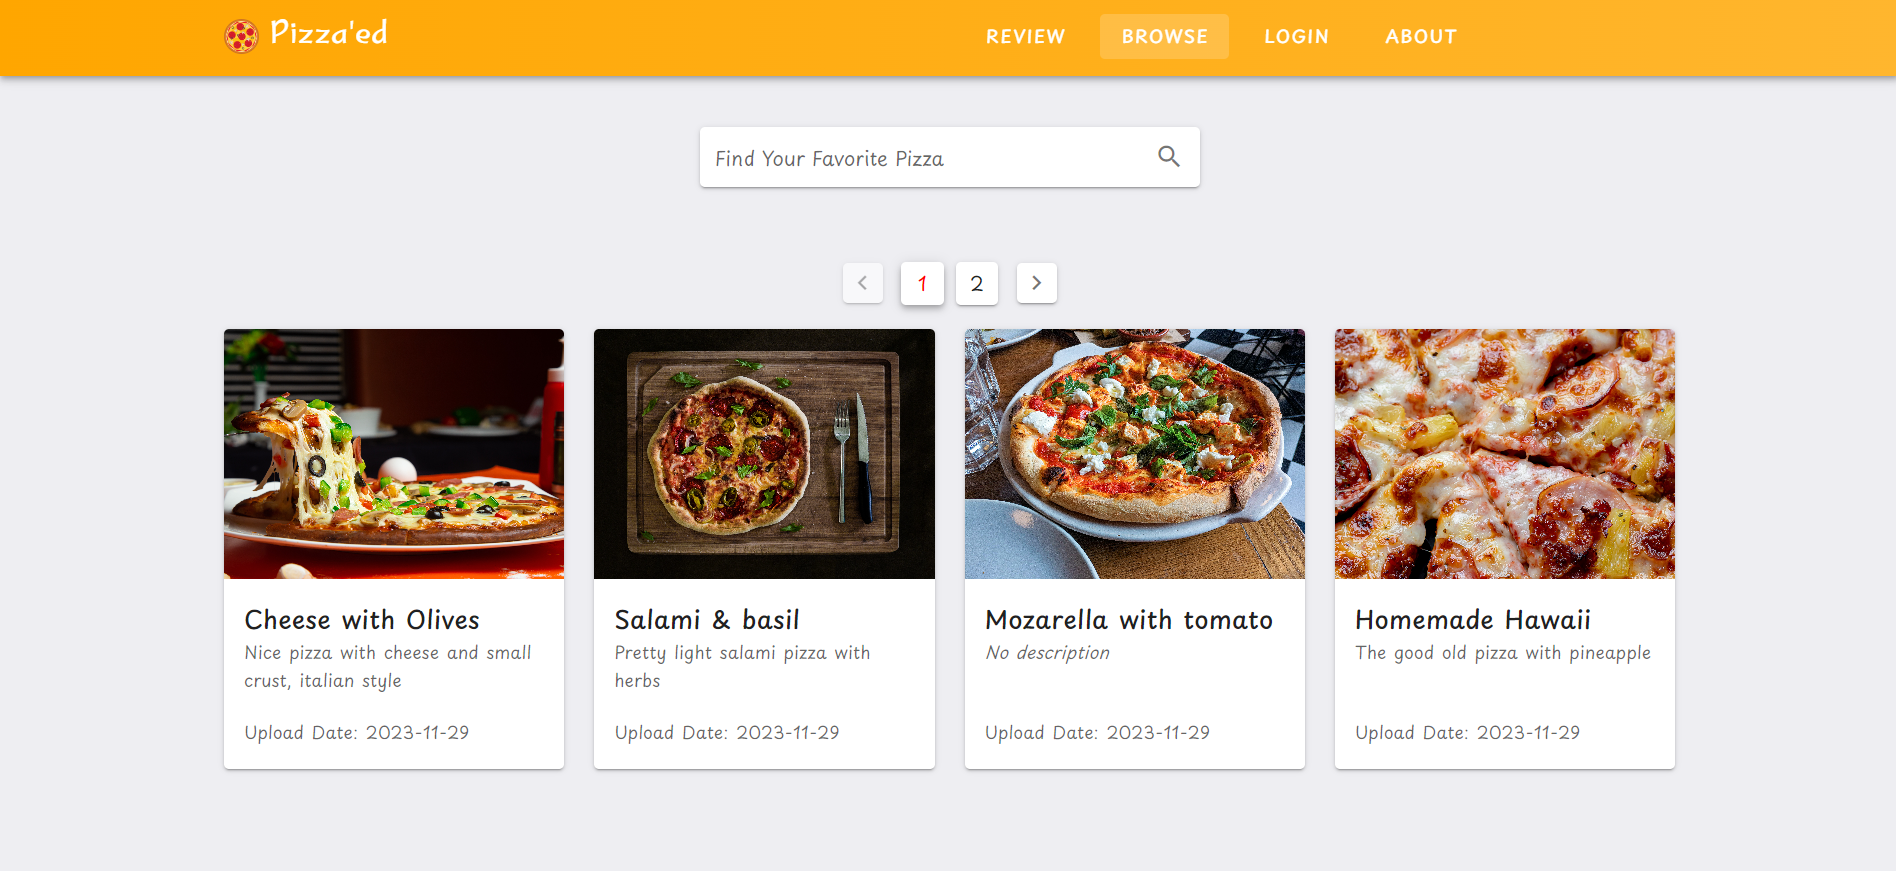 Pizza'ed
REVIEW
BROWSE
LOGIN
ABOUT
Find Your Favorite Pizza
1
2
Cheese with Olives
Nice pizza with cheese and small
crust, italian style
Upload Date: 2023-11-29
Salami & basil
Pretty light salami pizza with
herbs
Upload Date: 2023-11-29
Mozarella with tomato
No description
Upload Date: 2023-11-29
Homemade Hawaii
The good old pizza with pineapple
Upload Date: 2023-11-29